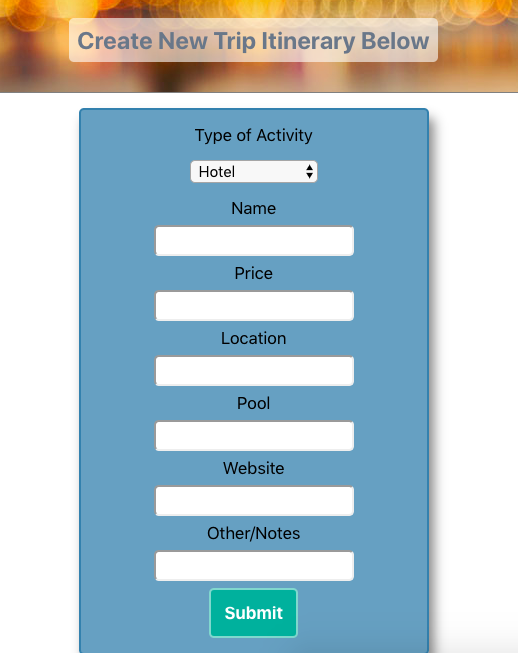 Create New Trip Itinerary Below
Type of Activity
Hotel
Name
Price
Location
Pool
Website
Other/Notes
Submit